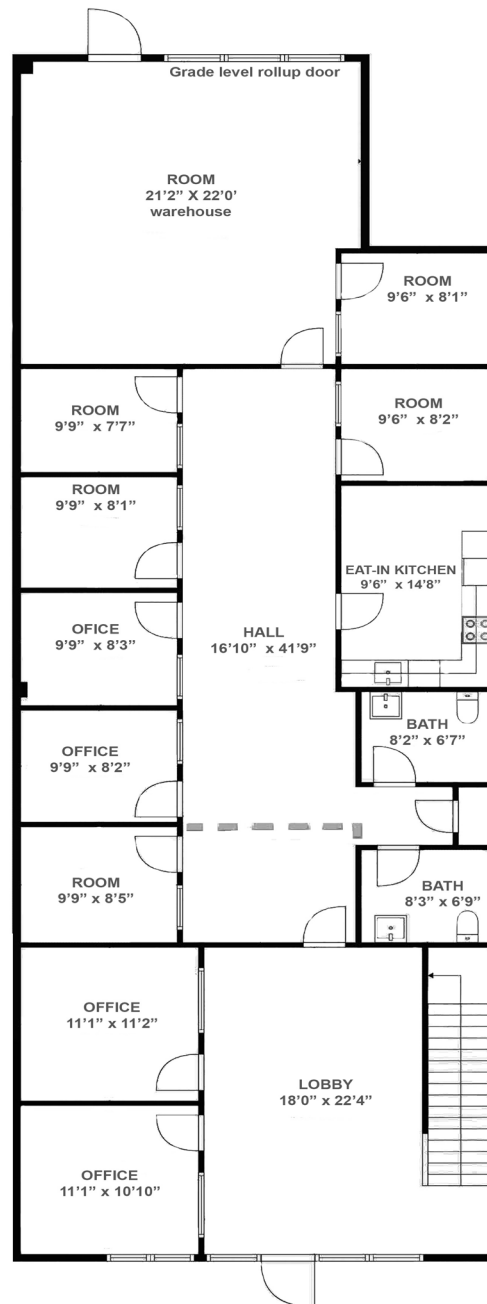 Grade level rollup door
ROOM
21'2" X 22'0'
warehouse
ROOM
9'6" x 8'1"
ROOM
9'9" x 7'7"
ROOM
9'6" x 8'2"
ROOM
9'9" x 8'1"
EAT-IN KITCHEN
9'6" x 14'8"
OFICE
9'9" x 8'3"
HALL
16'10" x 41'9"
OFFICE
9'9" x 8'2"
BATH
8'2" x 6'7"
ROOM
9'9" x 8'5"
BATH
8'3" x 6'9"
OFFICE
11'1" x 11'2"
LOBBY
18'0" x 22'4"
OFFICE
11'1" x 10'10"